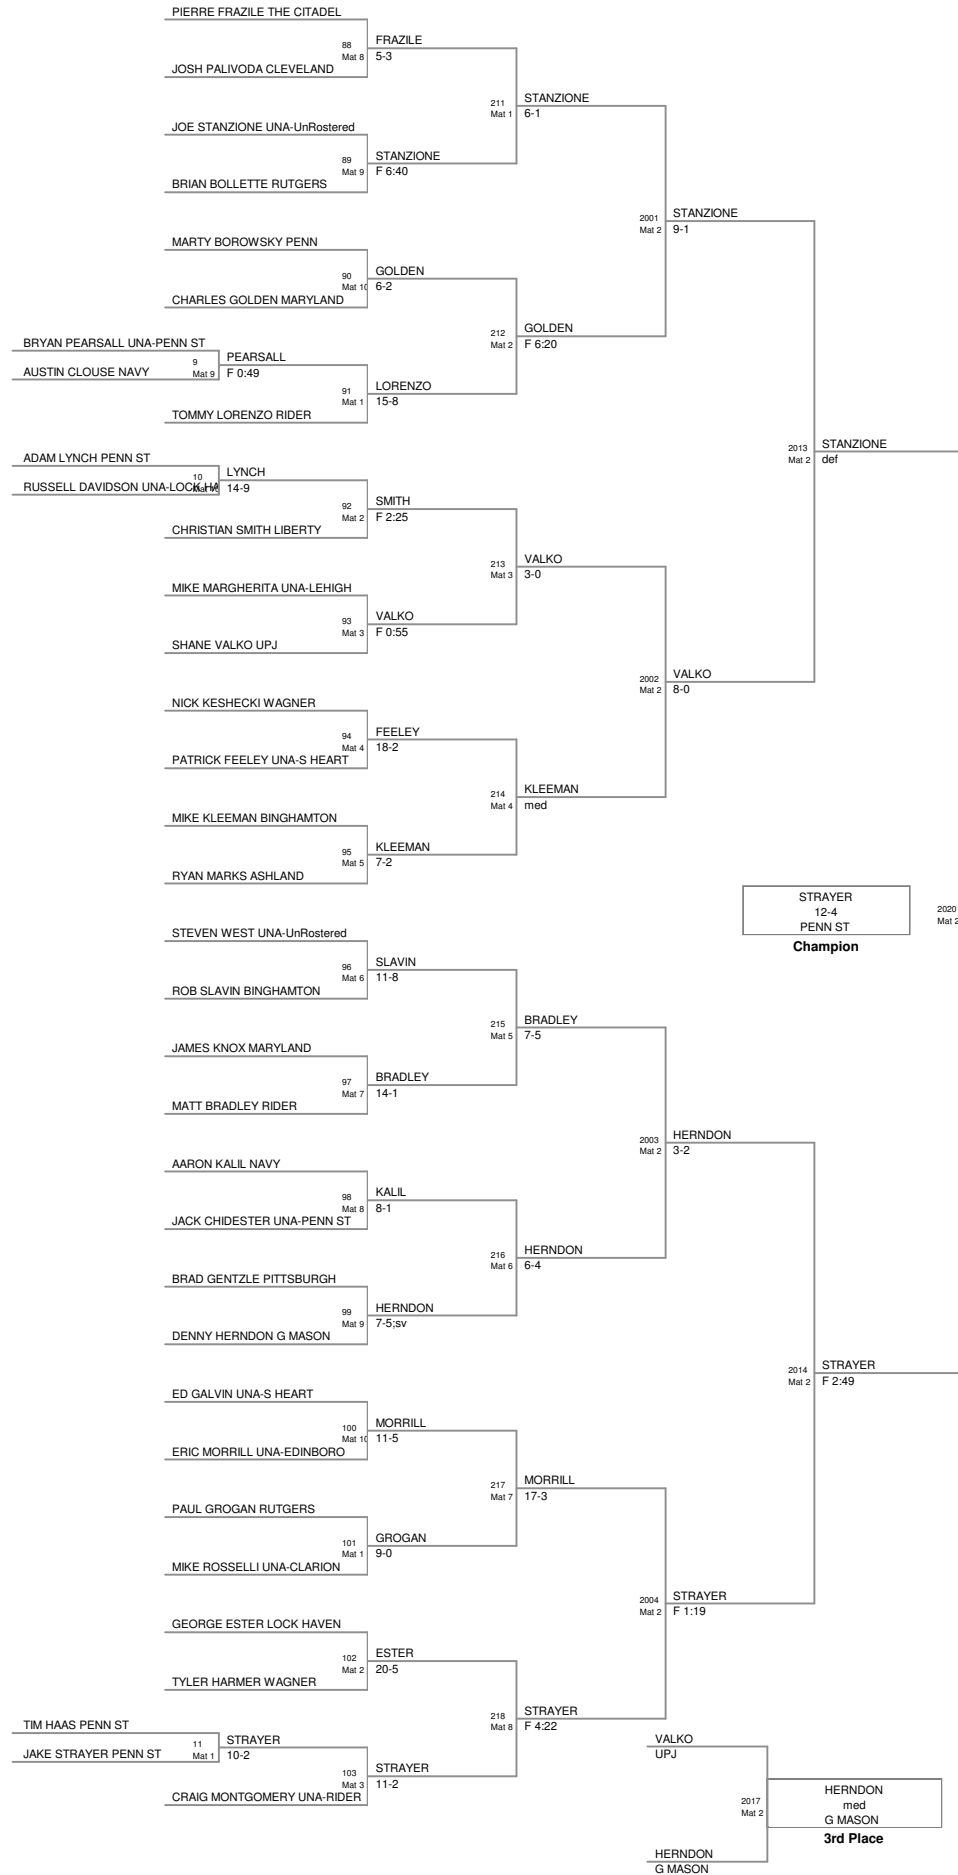 PIERRE FRAZILE THE CITADEL
88
Mat 8
FRAZILE
5-3
JOSH PALIVODA CLEVELAND
211
Mat 1
STANZIONE
6-1
JOE STANZIONE UNA-UnRostered
89
Mat 9
STANZIONE
F 6:40
BRIAN BOLLETTE RUTGERS
2001
Mat 2
STANZIONE
9-1
MARTY BOROWSKY PENN
90
Mat 10
GOLDEN
6-2
CHARLES GOLDEN MARYLAND
212
Mat 2
GOLDEN
F 6:20
BRYAN PEARSALL UNA-PENN ST
9
Mat 9
PEARSALL
F 0:49
AUSTIN CLOUSE NAVY
91
Mat 1
LORENZO
15-8
TOMMY LORENZO RIDER
2013
Mat 2
STANZIONE
def
ADAM LYNCH PENN ST
10
LYNCH
14-9
RUSSELL DAVIDSON UNA-LOCK HA
92
Mat 2
SMITH
F 2:25
CHRISTIAN SMITH LIBERTY
213
Mat 3
VALKO
3-0
MIKE MARGHERITA UNA-LEHIGH
93
Mat 3
VALKO
F 0:55
SHANE VALKO UPJ
2002
Mat 2
VALKO
8-0
NICK KESHECKI WAGNER
94
Mat 4
FEELEY
18-2
PATRICK FEELEY UNA-S HEART
214
Mat 4
KLEEMAN
med
MIKE KLEEMAN BINGHAMTON
95
Mat 5
KLEEMAN
7-2
RYAN MARKS ASHLAND
STRAYER
12-4
PENN ST
Champion
2020
Mat 2
STEVEN WEST UNA-UnRostered
96
Mat 6
SLAVIN
11-8
ROB SLAVIN BINGHAMTON
215
Mat 5
BRADLEY
7-5
JAMES KNOX MARYLAND
97
Mat 7
BRADLEY
14-1
MATT BRADLEY RIDER
2003
Mat 2
HERNDON
3-2
AARON KALIL NAVY
98
Mat 8
KALIL
8-1
JACK CHIDESTER UNA-PENN ST
216
Mat 6
HERNDON
6-4
BRAD GENTZLE PITTSBURGH
99
Mat 9
HERNDON
7-5;sv
DENNY HERNDON G MASON
2014
Mat 2
STRAYER
F 2:49
ED GALVIN UNA-S HEART
100
Mat 10
MORRILL
11-5
ERIC MORRILL UNA-EDINBORO
217
Mat 7
MORRILL
17-3
PAUL GROGAN RUTGERS
101
Mat 1
GROGAN
9-0
MIKE ROSSELLI UNA-CLARION
2004
Mat 2
STRAYER
F 1:19
GEORGE ESTER LOCK HAVEN
102
Mat 2
ESTER
20-5
TYLER HARMER WAGNER
218
Mat 8
STRAYER
F 4:22
TIM HAAS PENN ST
11
Mat 1
STRAYER
10-2
JAKE STRAYER PENN ST
103
Mat 3
STRAYER
11-2
CRAIG MONTGOMERY UNA-RIDER
VALKO
UPJ
2017
Mat 2
HERNDON
med
G MASON
3rd Place
HERNDON
G MASON